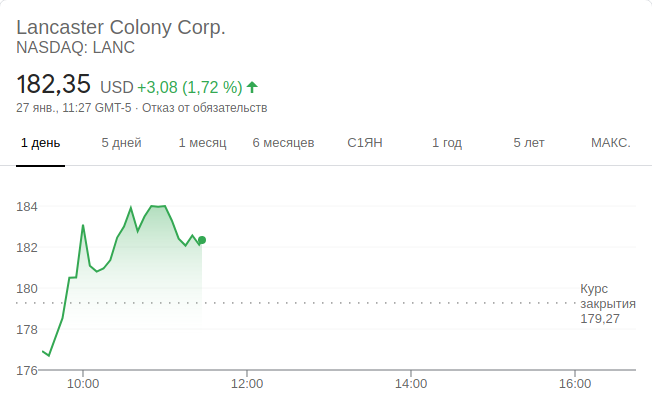 Lancaster Colony Corp.
NASDAQ: LANC
182,35 USD +3,08 (1,72 %)
27 янв., 11:27 GMT-5 · Отказ от обязательств
1 день 5 дней 1 месяц 6 месяцев С1ЯН 1 год 5 лет МАКС.
184
182
180
178
176
Курс
закрытия
179,27
10:00 12:00 14:00 16:00